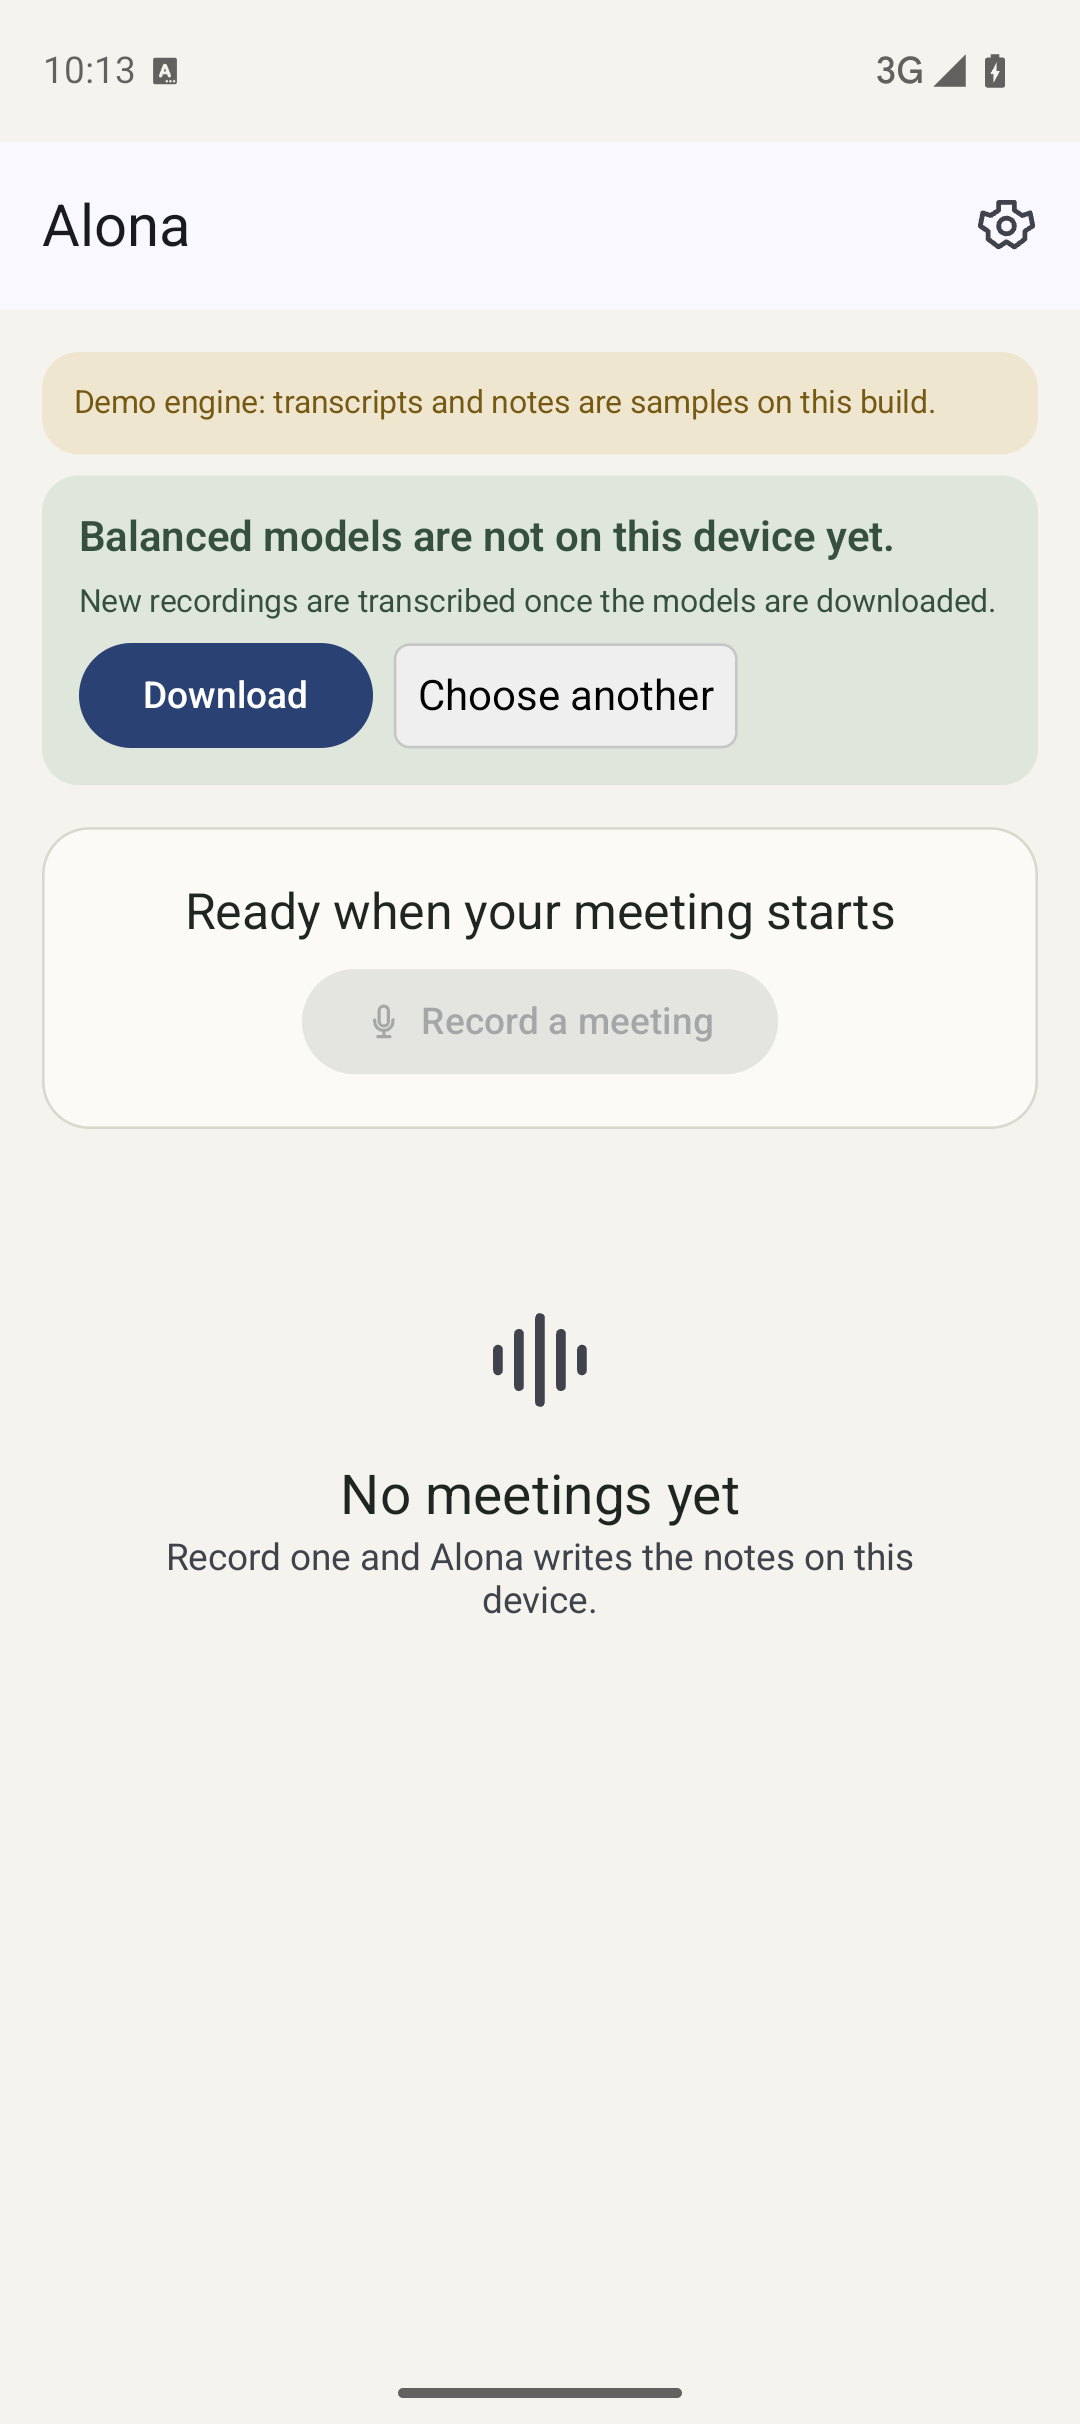 10:13
3G
Alona
Demo engine: transcripts and notes are samples on this build.
Balanced models are not on this device yet.
New recordings are transcribed once the models are downloaded.
Download
Choose another
Ready when your meeting starts
Record a meeting
No meetings yet
Record one and Alona writes the notes on this
device.